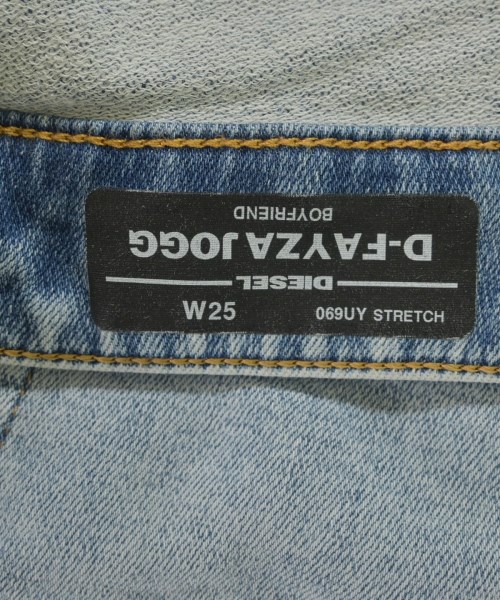 BOYFRIEND
D-FAYZA JOGG
DIESEL
W25 069UY STRETCH